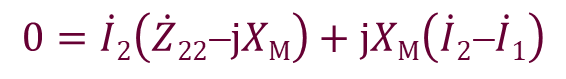 0 = İ₂(Ż₂₂–jX_M) + jX_M(İ₂–İ₁)